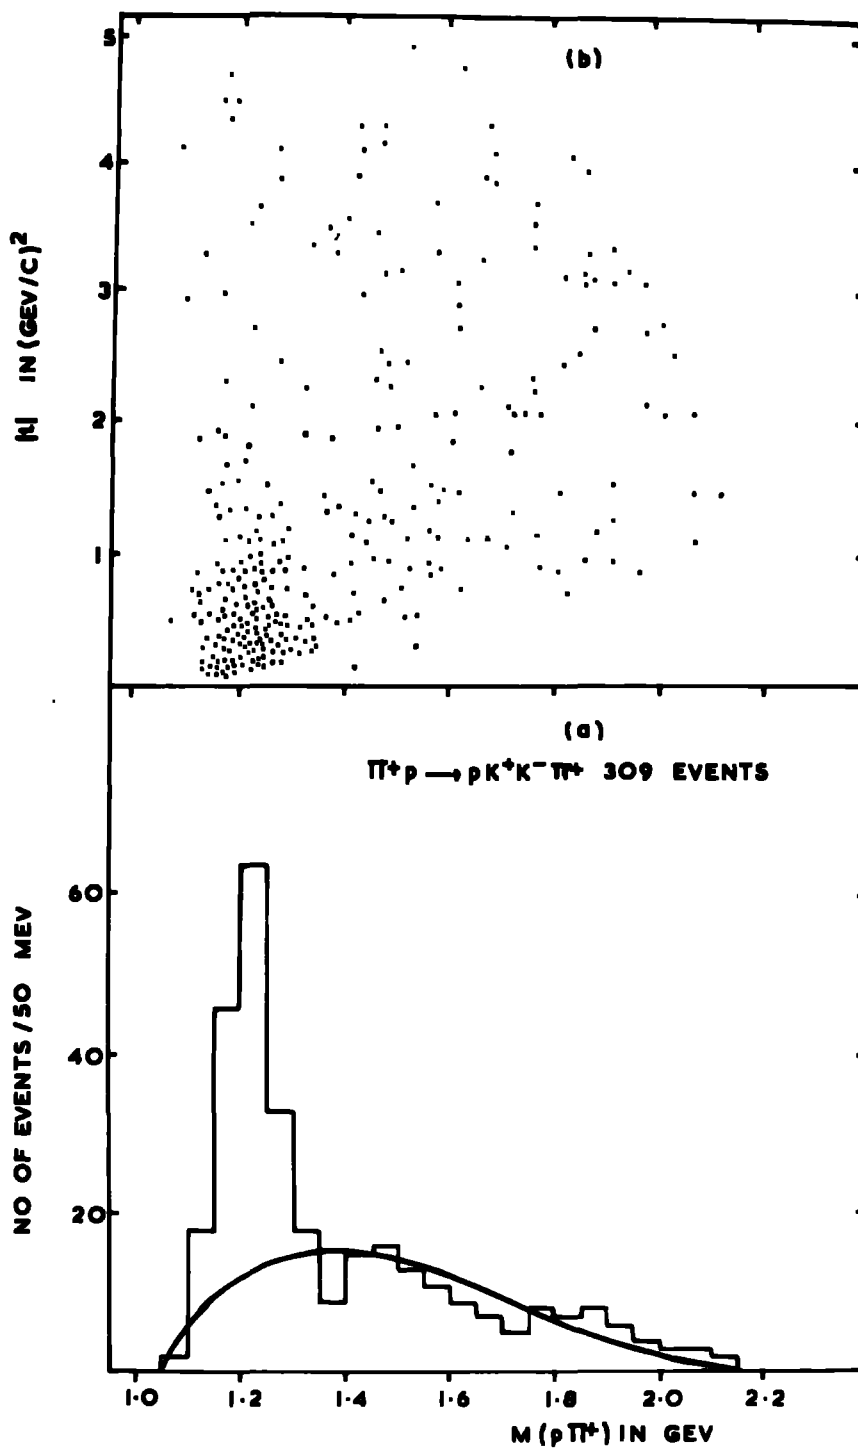 (b)
5
4
3
2
1
|t| IN (GEV/C)²
(a)
π+p → pK+K-π+ 309 EVENTS
60
40
20
NO OF EVENTS/50 MEV
1·0 1·2 1·4 1·6 1·8 2·0 2·2
M(pπ+) IN GEV